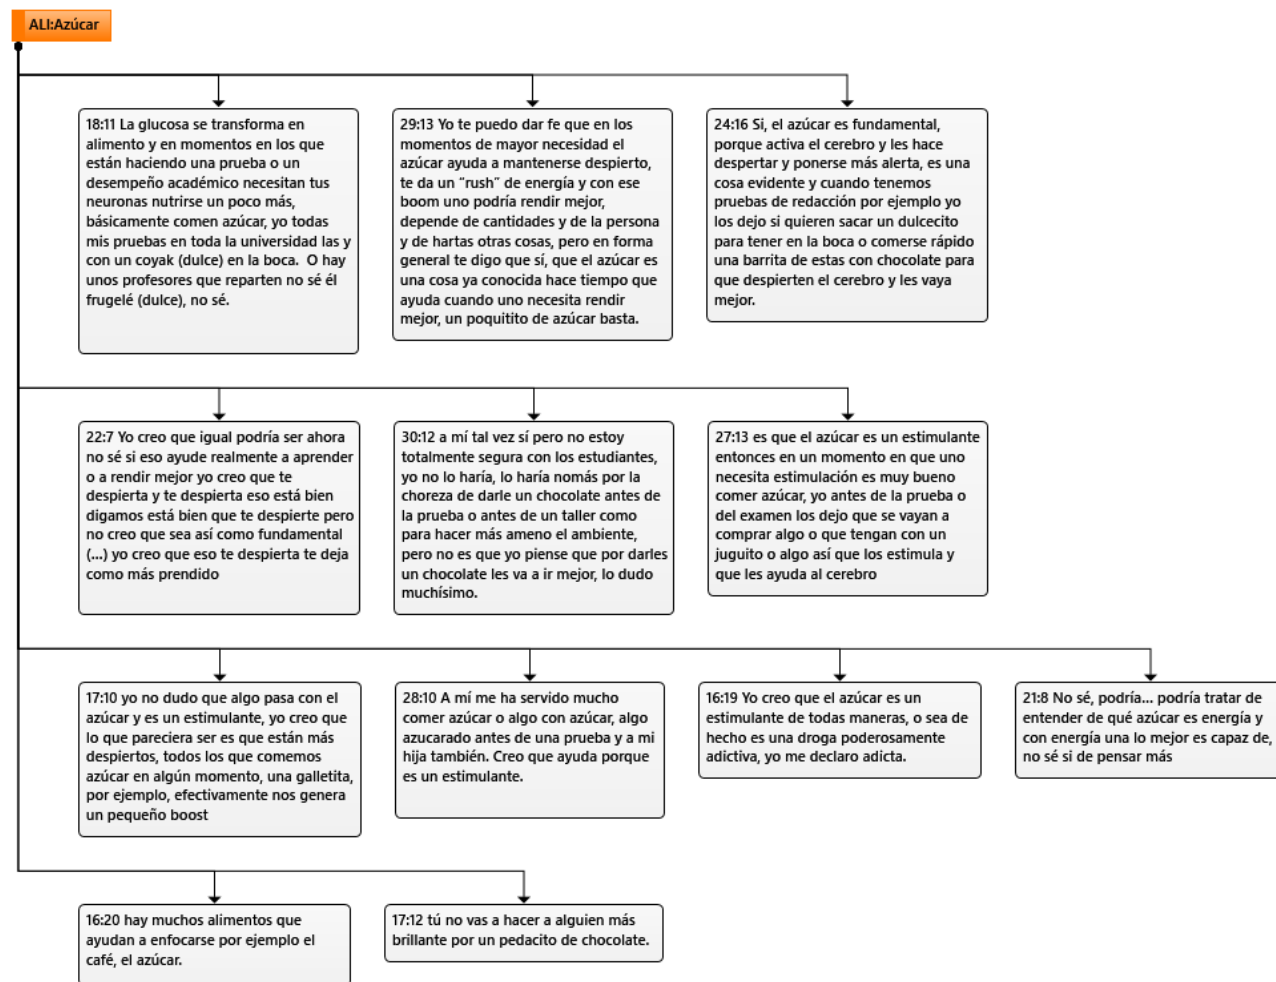 ALI:Azúcar
18:11 La glucosa se transforma en
alimento y en momentos en los que
están haciendo una prueba o un
desempeño académico necesitan tus
neuronas nutrirse un poco más,
básicamente comen azúcar, yo todas
mis pruebas en toda la universidad las y
con un coyak (dulce) en la boca.  O hay
unos profesores que reparten no sé él
frugelé (dulce), no sé.
29:13 Yo te puedo dar fe que en los
momentos de mayor necesidad el
azúcar ayuda a mantenerse despierto,
te da un "rush" de energía y con ese
boom uno podría rendir mejor,
depende de cantidades y de la persona
y de hartas otras cosas, pero en forma
general te digo que sí, que el azúcar es
una cosa ya conocida hace tiempo que
ayuda cuando uno necesita rendir
mejor, un poquitito de azúcar basta.
24:16 Si, el azúcar es fundamental,
porque activa el cerebro y les hace
despertar y ponerse más alerta, es una
cosa evidente y cuando tenemos
pruebas de redacción por ejemplo yo
los dejo si quieren sacar un dulcecito
para tener en la boca o comerse rápido
una barrita de estas con chocolate para
que despierten el cerebro y les vaya
mejor.
22:7 Yo creo que igual podría ser ahora
no sé si eso ayude realmente a aprender
o a rendir mejor yo creo que te
despierta y te despierta eso está bien
digamos está bien que te despierte pero
no creo que sea así como fundamental
(...) yo creo que eso te despierta te deja
como más prendido
30:12 a mí tal vez sí pero no estoy
totalmente segura con los estudiantes,
yo no lo haría, lo haría nomás por la
choreza de darle un chocolate antes de
la prueba o antes de un taller como
para hacer más ameno el ambiente,
pero no es que yo piense que por darles
un chocolate les va a ir mejor, lo dudo
muchísimo.
27:13 es que el azúcar es un estimulante
entonces en un momento en que uno
necesita estimulación es muy bueno
comer azúcar, yo antes de la prueba o
del examen los dejo que se vayan a
comprar algo o que tengan con un
juguito o algo así que los estimula y
que les ayuda al cerebro
17:10 yo no dudo que algo pasa con el
azúcar y es un estimulante, yo creo que
lo que pareciera ser es que están más
despiertos, todos los que comemos
azúcar en algún momento, una galletita,
por ejemplo, efectivamente nos genera
un pequeño boost
28:10 A mí me ha servido mucho
comer azúcar o algo con azúcar, algo
azucarado antes de una prueba y a mi
hija también. Creo que ayuda porque
es un estimulante.
16:19 Yo creo que el azúcar es un
estimulante de todas maneras, o sea de
hecho es una droga poderosamente
adictiva, yo me declaro adicta.
21:8 No sé, podría... podría tratar de
entender de qué azúcar es energía y
con energía una lo mejor es capaz de,
no sé si de pensar más
16:20 hay muchos alimentos que
ayudan a enfocarse por ejemplo el
café, el azúcar.
17:12 tú no vas a hacer a alguien más
brillante por un pedacito de chocolate.